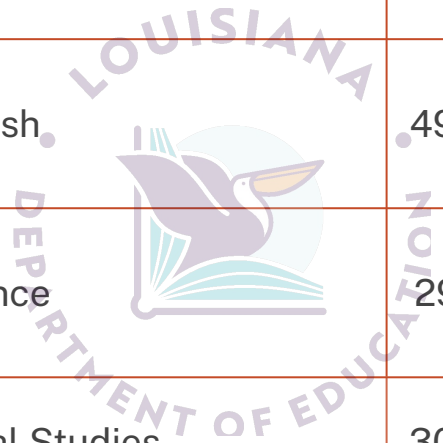 LOUISIANA
sh
49
DEPARTMENT OF EDUCATION
nce
29
al Studies
30